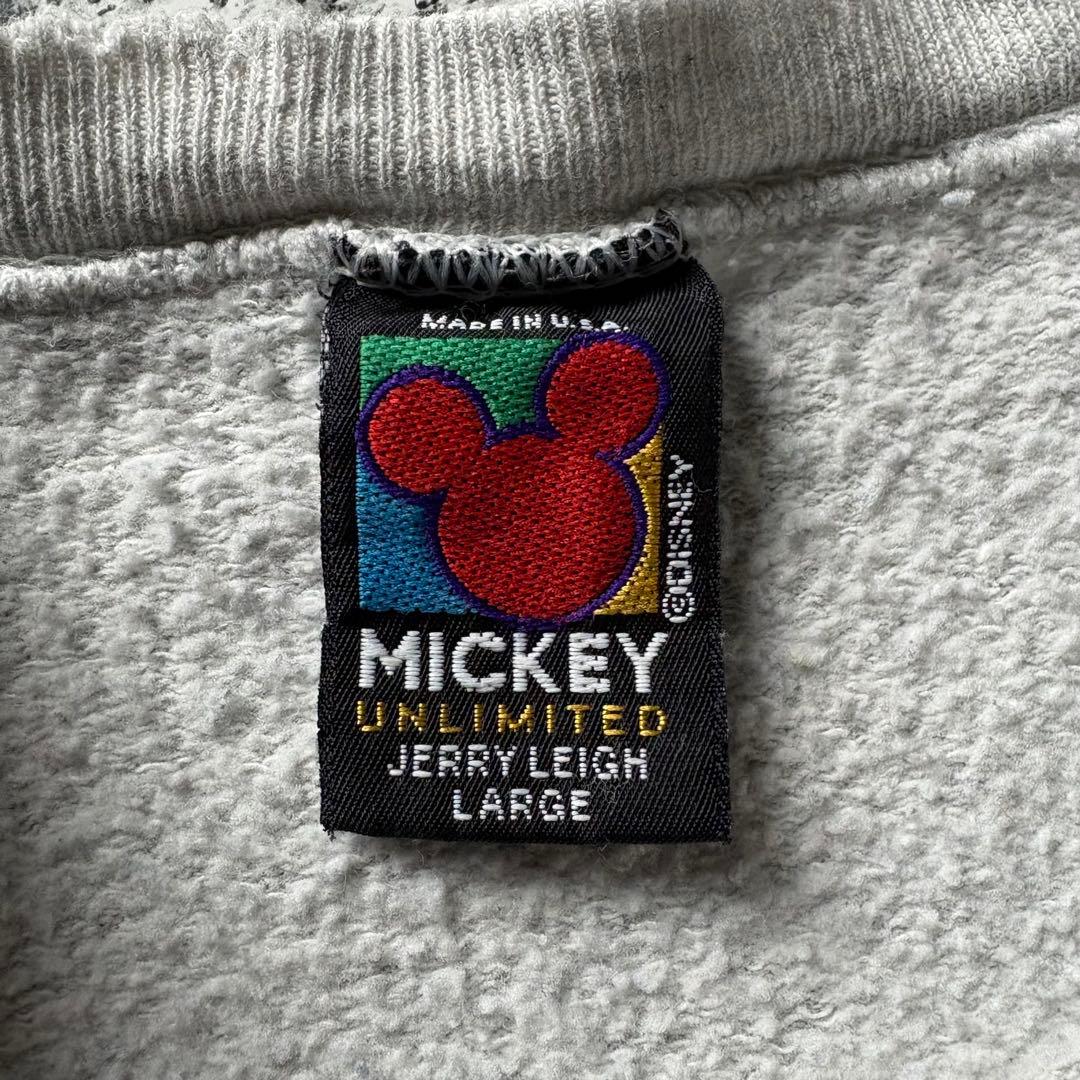 MADE IN U.S.A.
©DISNEY
MICKEY
UNLIMITED
JERRY LEIGH
LARGE